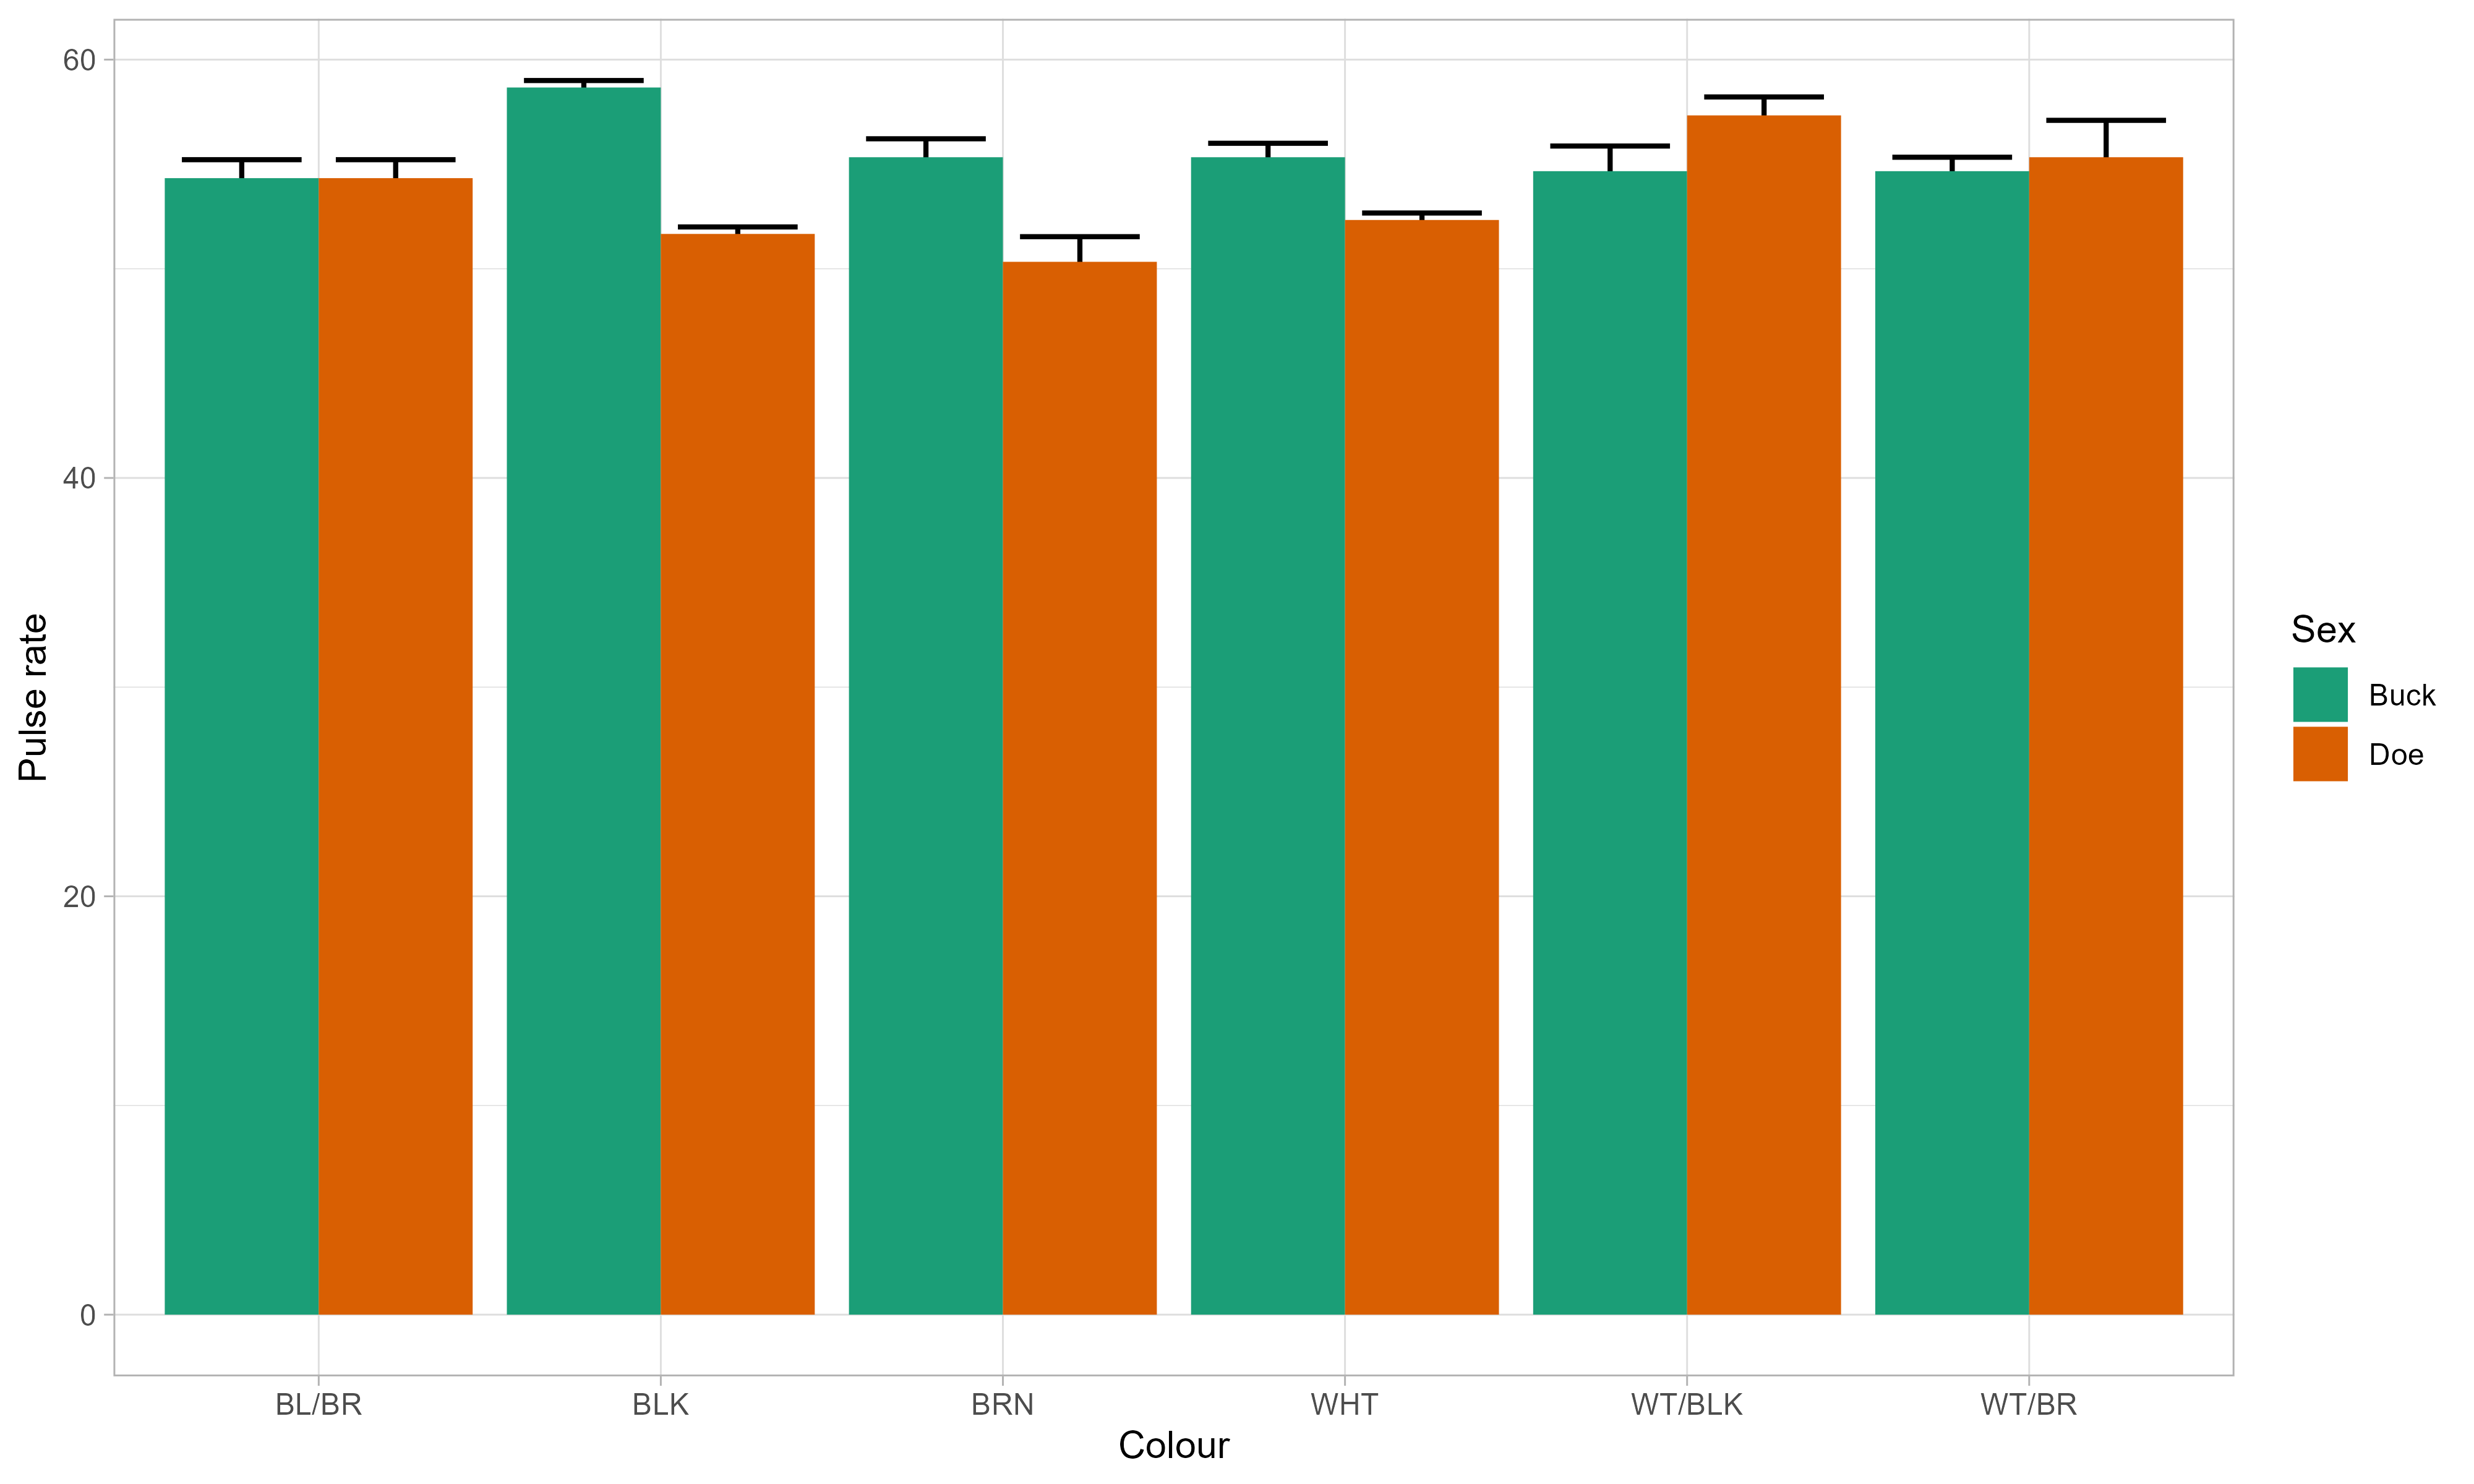 60
40
20
0
Pulse rate
BL/BR BLK BRN WHT WT/BLK WT/BR
Colour
Sex
Buck
Doe